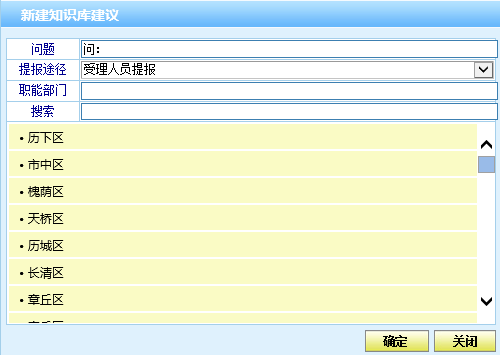 新建知识库建议
问题 问：
提报途径 受理人员提报
职能部门
搜索
• 历下区
• 市中区
• 槐荫区
• 天桥区
• 历城区
• 长清区
• 章丘区
确定 关闭